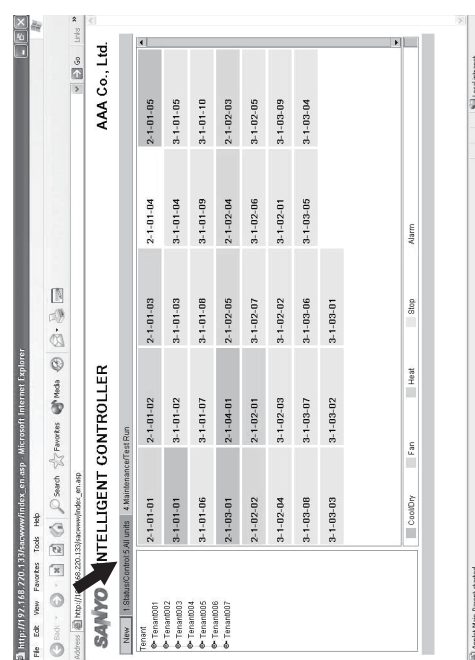 http://192.168.220.133/sacwww/index_en.asp - Microsoft Internet Explorer
File Edit View Favorites Tools Help
Back Search Favorites Media
Address http://192.168.220.133/sacwww/index_en.asp Go Links »
SANYO INTELLIGENT CONTROLLER AAA Co., Ltd.
New 1.Status/Control:5.All units 4.Maintenance/Test Run
Tenant
Tenant001
Tenant002
Tenant003
Tenant004
Tenant005
Tenant006
Tenant007
2-1-01-01 2-1-01-02 2-1-01-03 2-1-01-04 2-1-01-05
3-1-01-01 3-1-01-02 3-1-01-03 3-1-01-04 3-1-01-05
3-1-01-06 3-1-01-07 3-1-01-08 3-1-01-09 3-1-01-10
2-1-03-01 2-1-04-01 2-1-02-05 2-1-02-04 2-1-02-03
2-1-02-02 2-1-02-01 3-1-02-07 3-1-02-06 3-1-02-05
3-1-02-04 3-1-02-03 3-1-02-02 3-1-02-01 3-1-03-09
3-1-03-08 3-1-03-07 3-1-03-06 3-1-03-05 3-1-03-04
3-1-03-03 3-1-03-02 3-1-03-01
Cool/Dry Fan Heat Stop Alarm